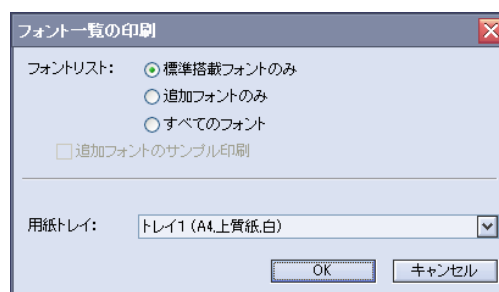 フォント一覧の印刷
フォントリスト: 標準搭載フォントのみ
追加フォントのみ
すべてのフォント
追加フォントのサンプル印刷
用紙トレイ: トレイ1 (A4,上質紙,白)
OK キャンセル